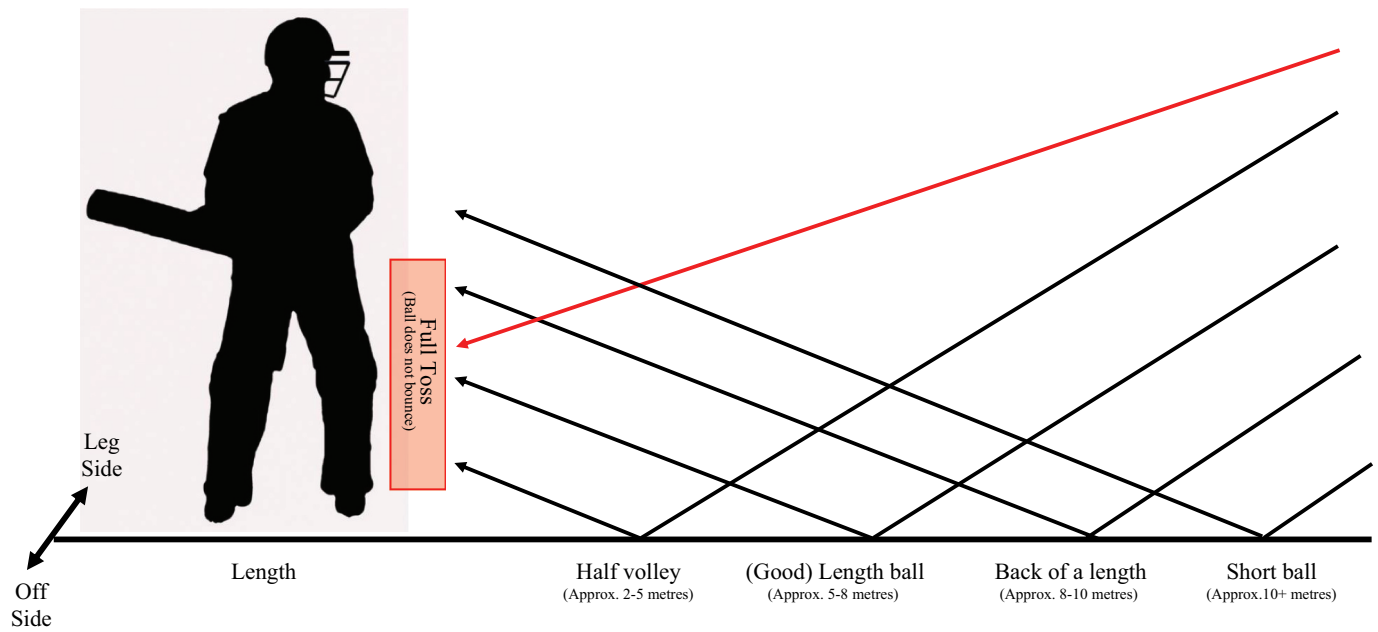 Full Toss
(Ball does not bounce)
Leg
Side
Off
Side
Length
Half volley
(Approx. 2-5 metres)
(Good) Length ball
(Approx. 5-8 metres)
Back of a length
(Approx. 8-10 metres)
Short ball
(Approx.10+ metres)